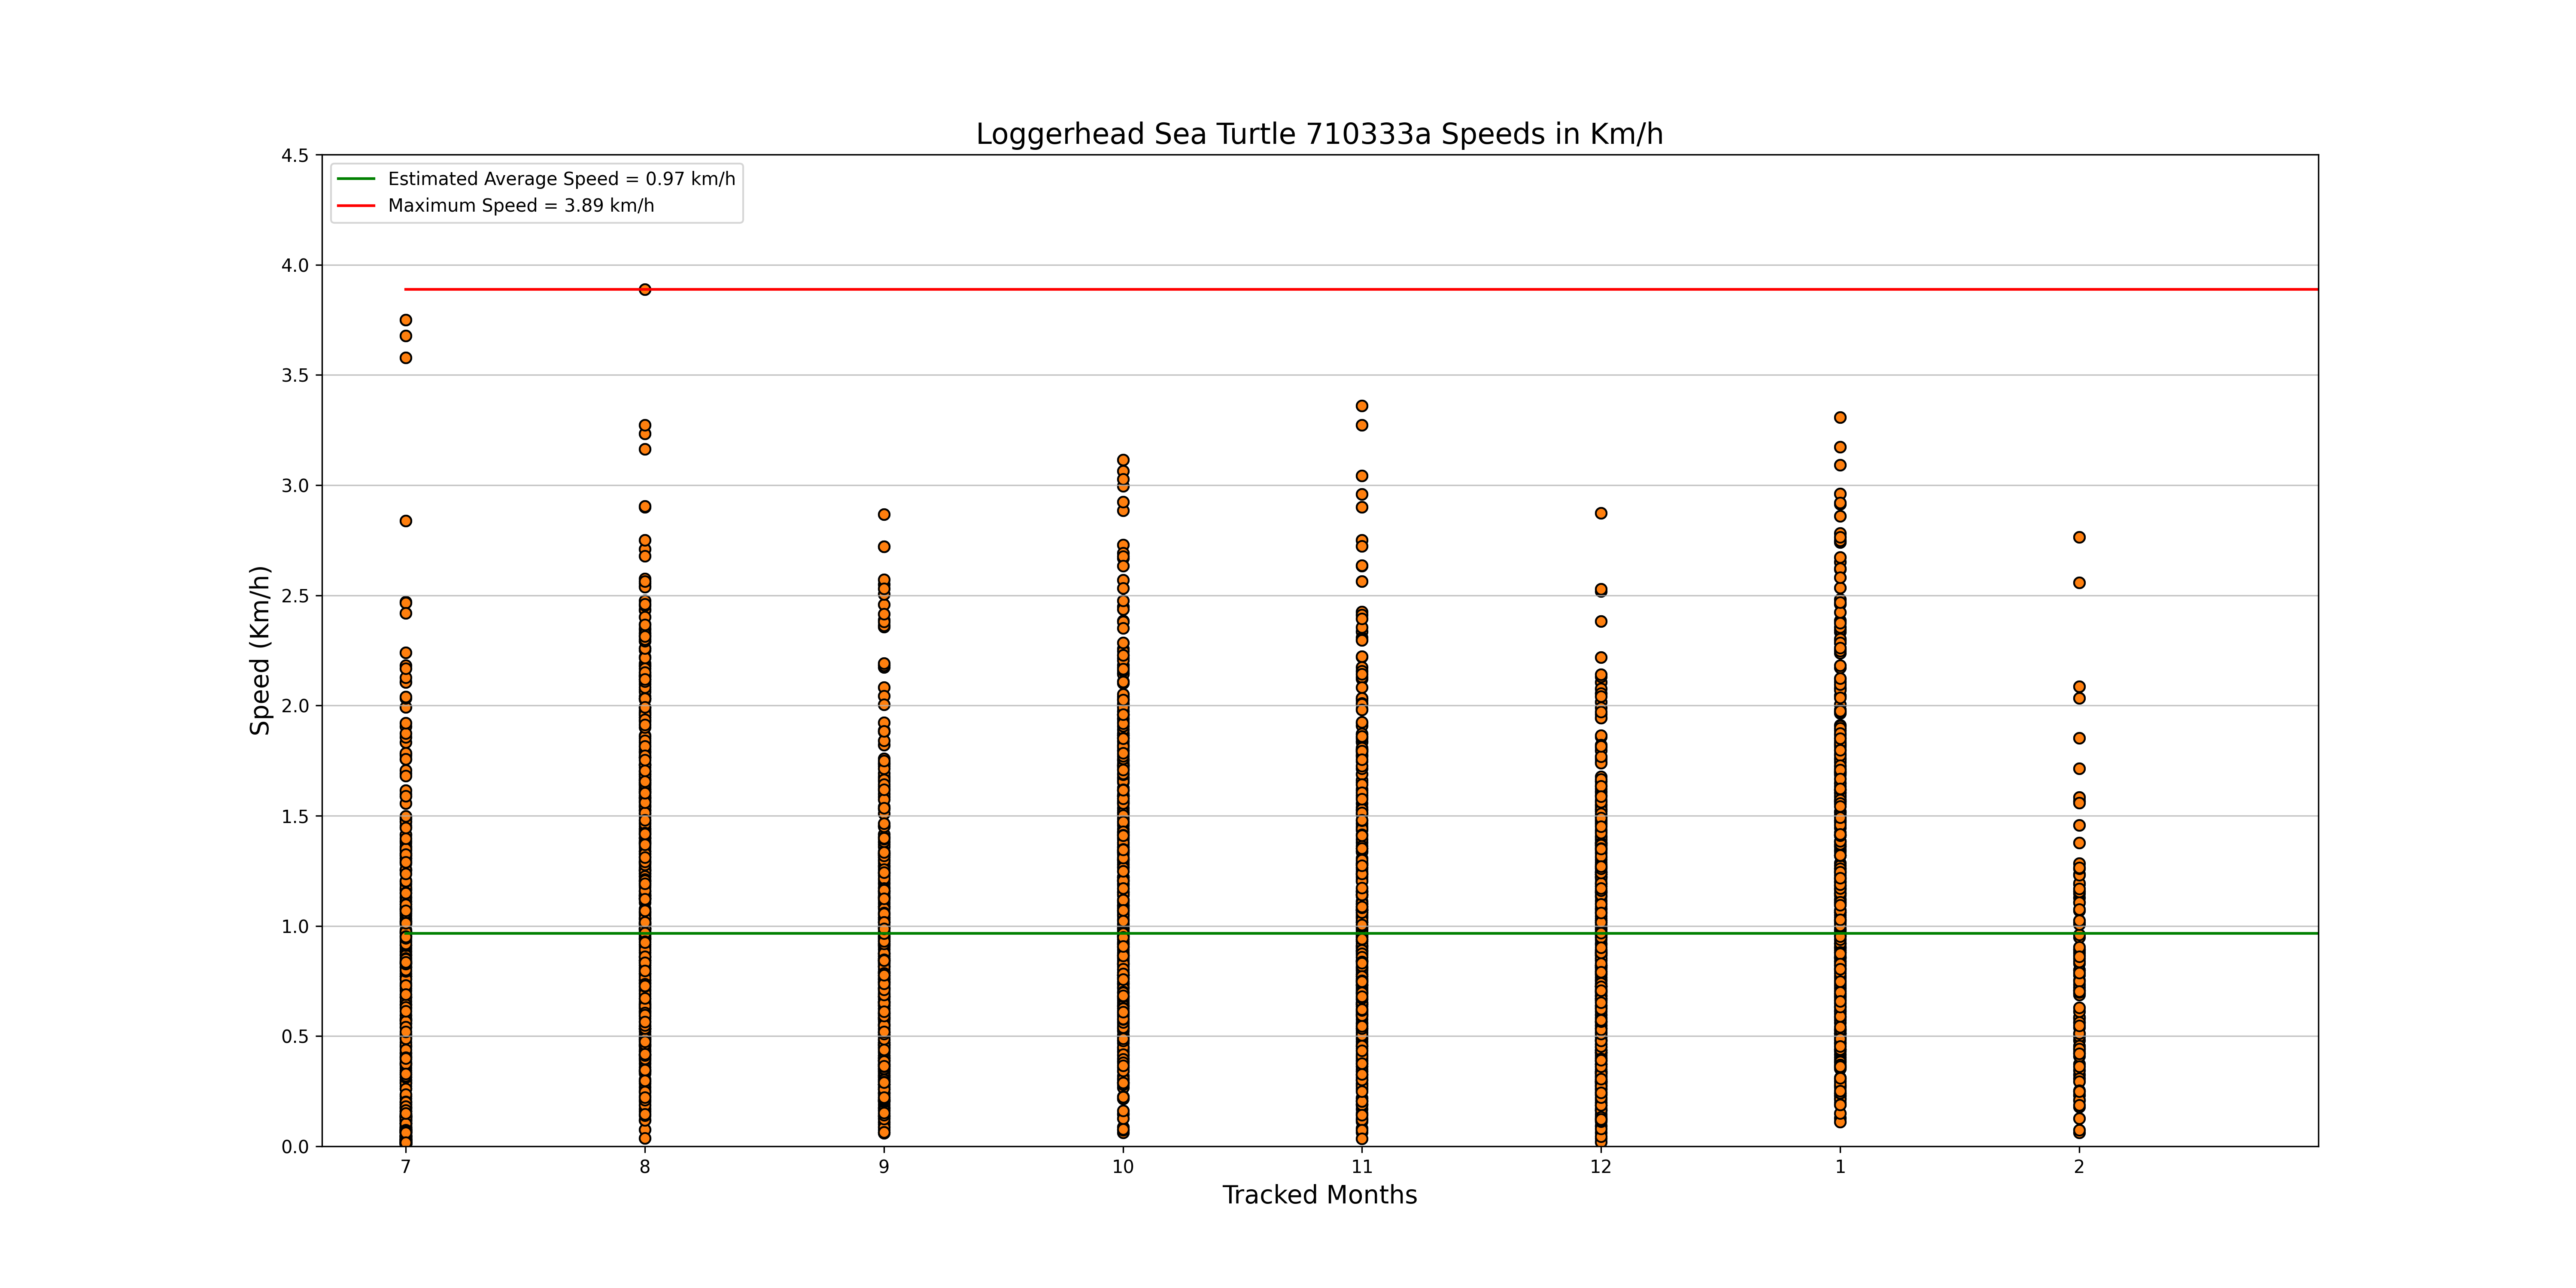 Loggerhead Sea Turtle 710333a Speeds in Km/h
Estimated Average Speed = 0.97 km/h
Maximum Speed = 3.89 km/h
Speed (Km/h)
4.5
4.0
3.5
3.0
2.5
2.0
1.5
1.0
0.5
0.0
7 8 9 10 11 12 1 2
Tracked Months